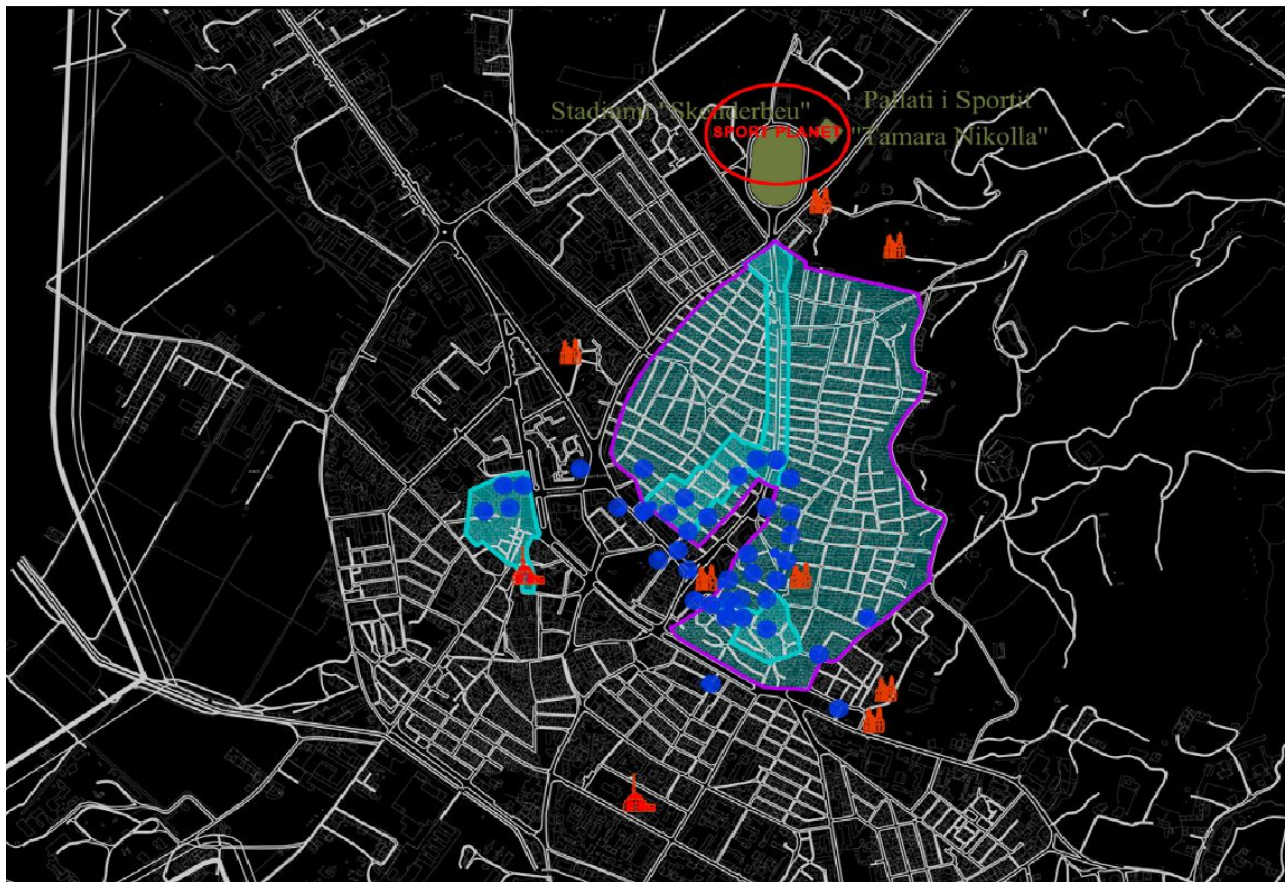 Stadiumi "Skenderbeu"
SPORT PLANET
Pallati i Sportit
"Tamara Nikolla"